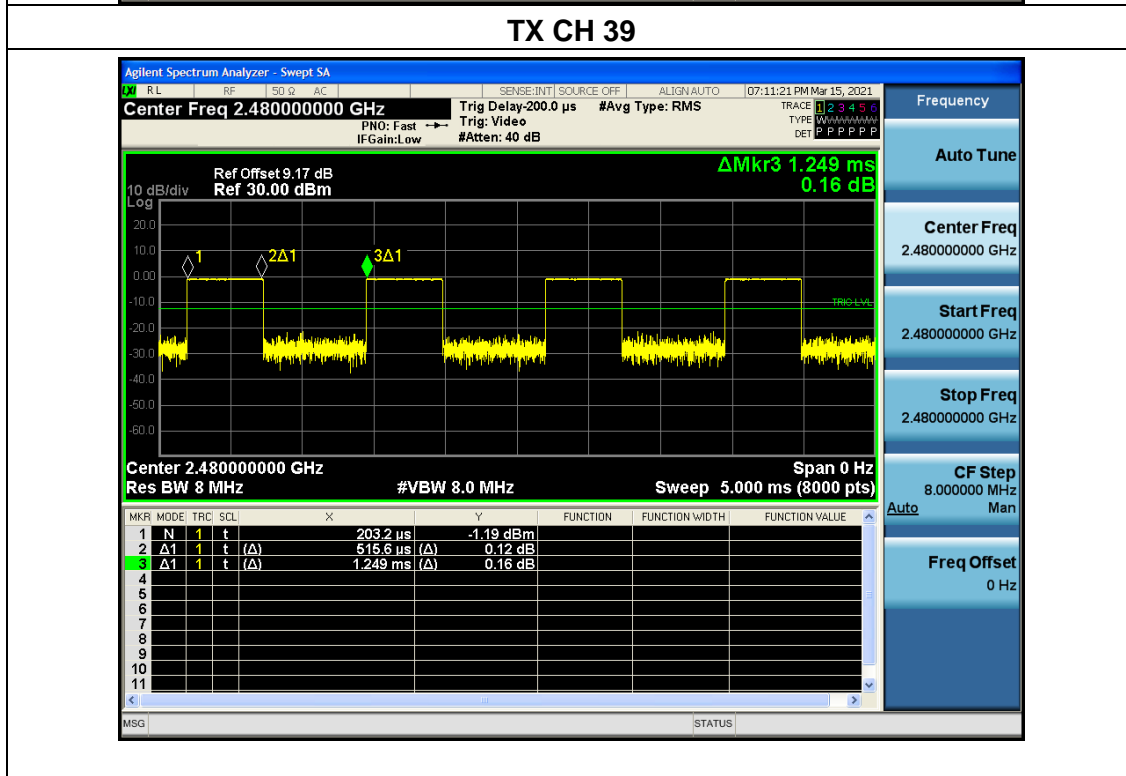 TX CH 39
Agilent Spectrum Analyzer - Swept SA
LXI RL RF 50 Ω AC SENSE:INT SOURCE OFF ALIGN AUTO 07:11:21 PM Mar 15, 2021
Center Freq 2.480000000 GHz
PNO: Fast
IFGain:Low
Trig Delay-200.0 µs #Avg Type: RMS
Trig: Video
#Atten: 40 dB
TRACE 1 2 3 4 5 6
TYPE WWWWWW
DET P P P P P P
Ref Offset 9.17 dB
10 dB/div Ref 30.00 dBm
Log
ΔMkr3 1.249 ms
0.16 dB
20.0
10.0
0.00
-10.0
-20.0
-30.0
-40.0
-50.0
-60.0
1
2Δ1
3Δ1
TRIG LVL
Center 2.480000000 GHz Span 0 Hz
Res BW 8 MHz #VBW 8.0 MHz Sweep 5.000 ms (8000 pts)
MKR MODE TRC SCL X Y FUNCTION FUNCTION WIDTH FUNCTION VALUE
1 N 1 t 203.2 µs -1.19 dBm
2 Δ1 1 t (Δ) 515.6 µs (Δ) 0.12 dB
3 Δ1 1 t (Δ) 1.249 ms (Δ) 0.16 dB
4
5
6
7
8
9
10
11
MSG STATUS
Frequency
Auto Tune
Center Freq
2.480000000 GHz
Start Freq
2.480000000 GHz
Stop Freq
2.480000000 GHz
CF Step
8.000000 MHz
Auto Man
Freq Offset
0 Hz